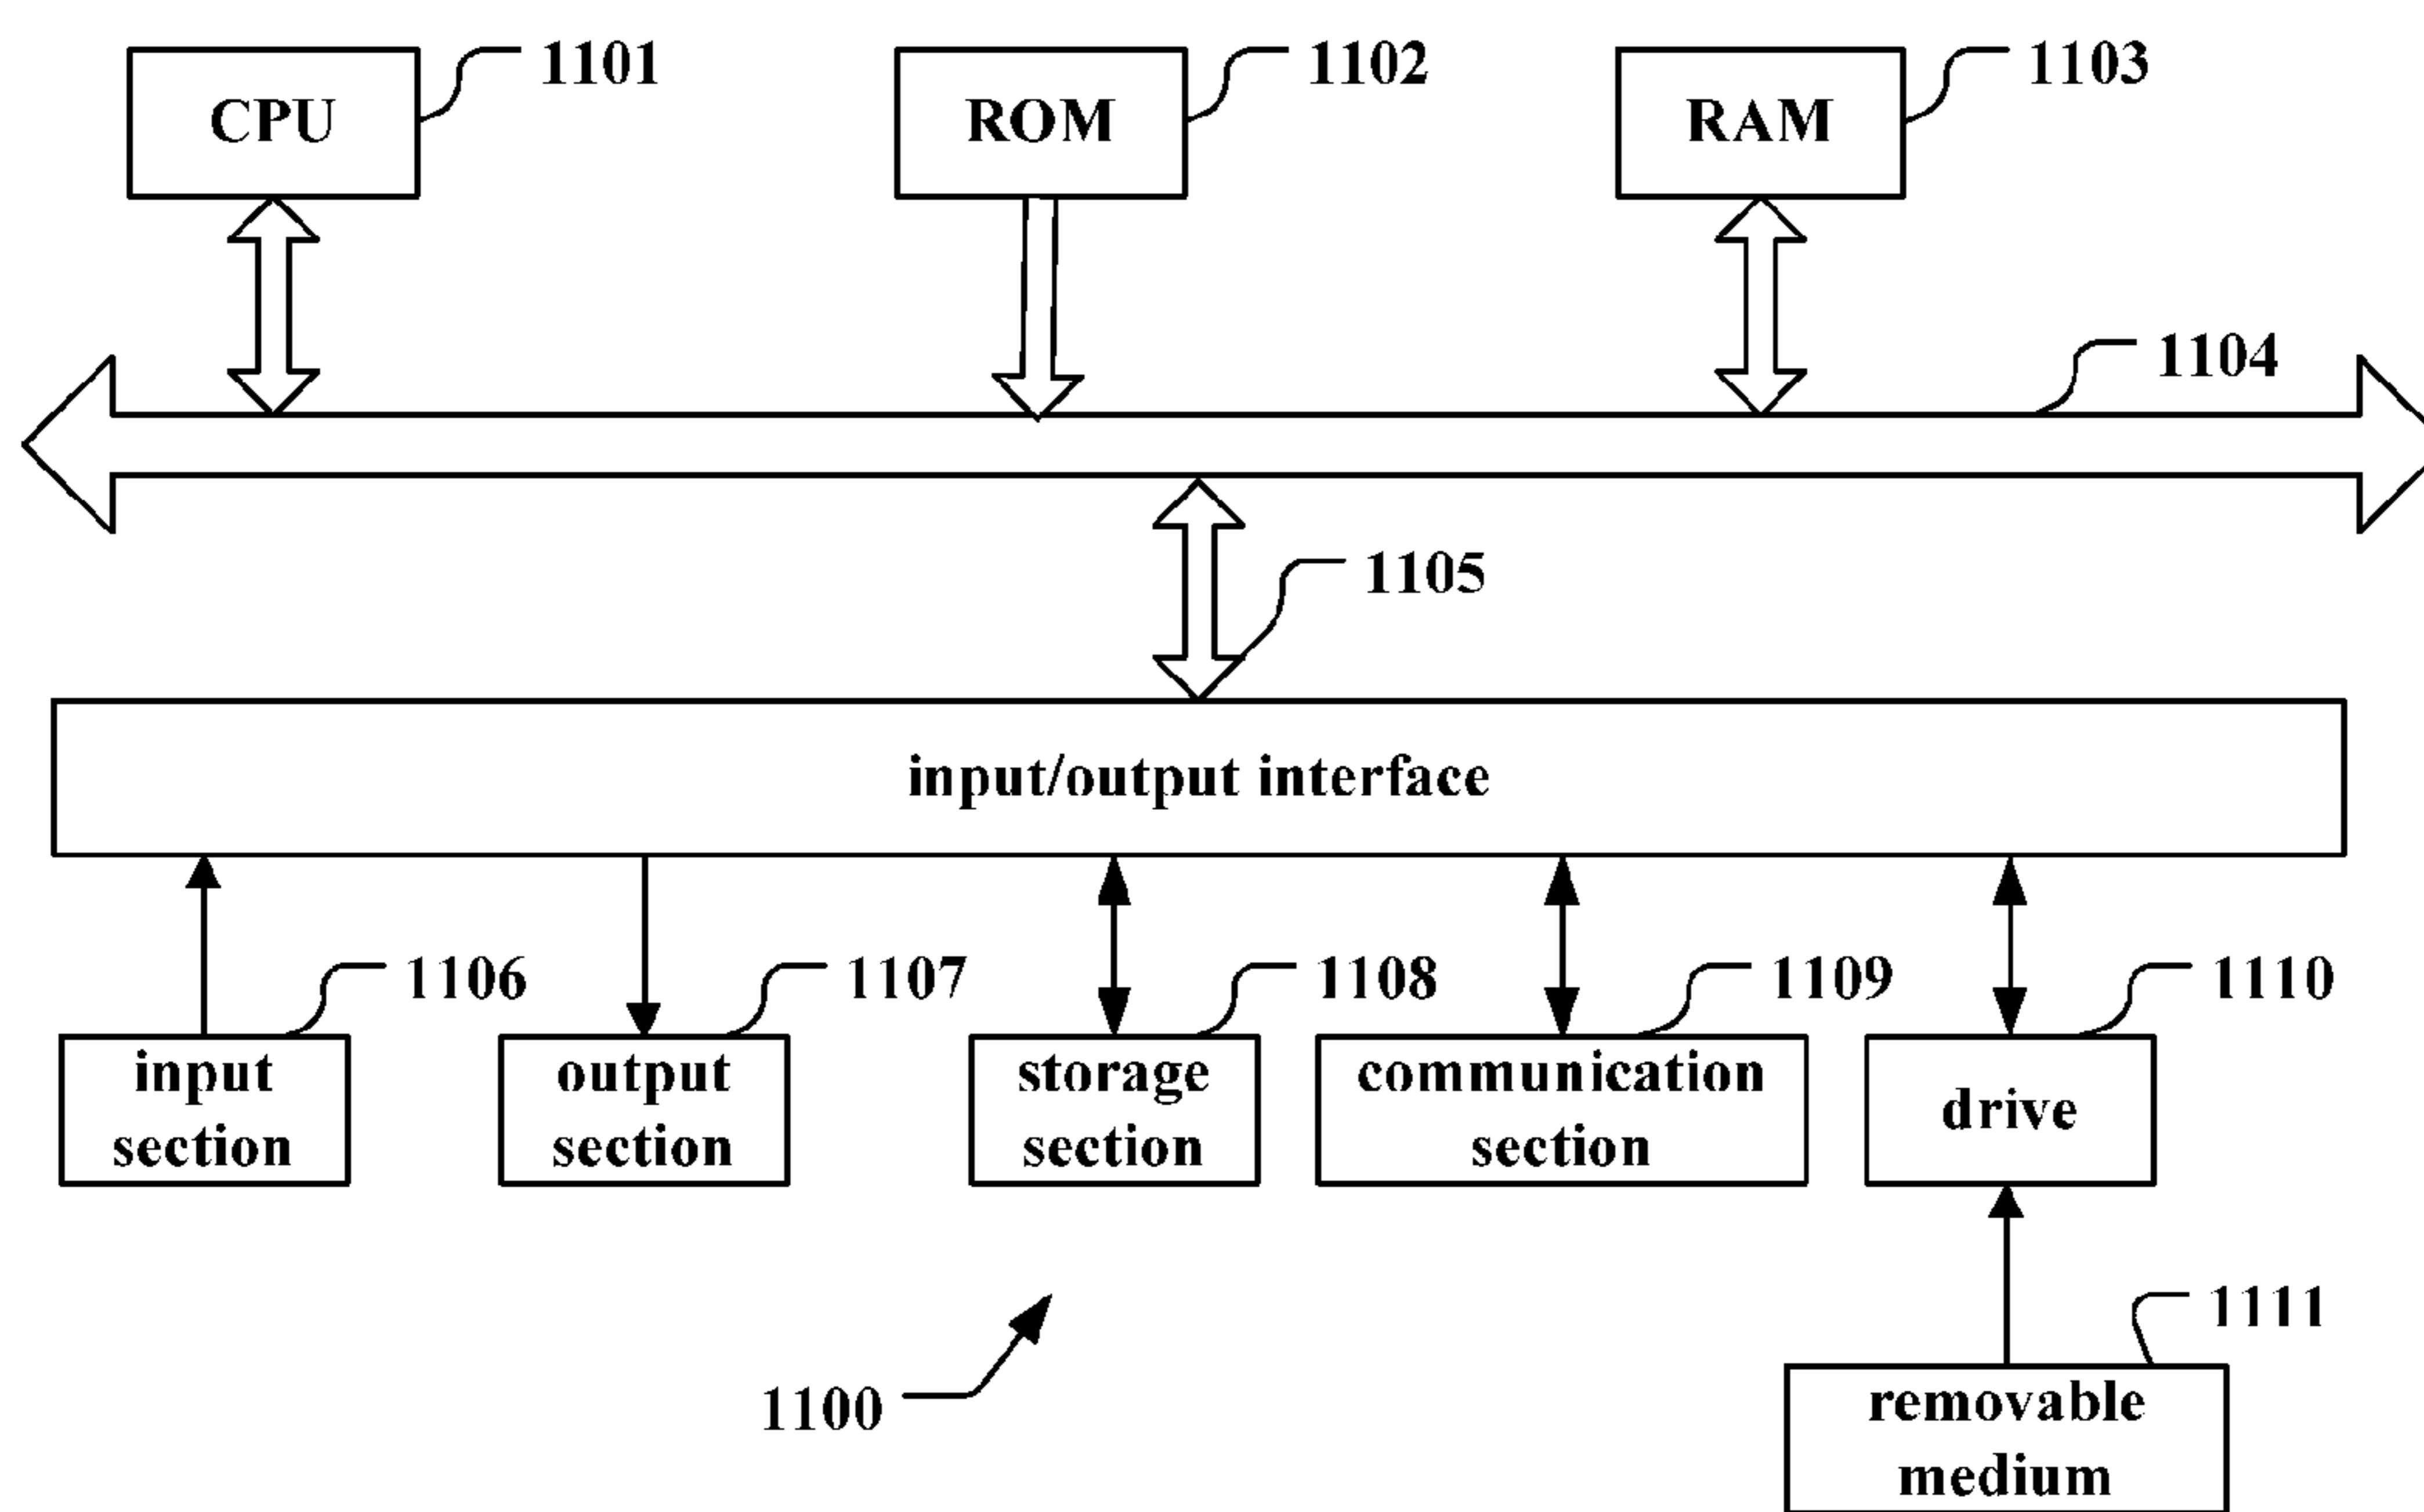 CPU
1101
ROM
1102
RAM
1103
1104
1105
input/output interface
1106
1107
1108
1109
1110
input
section
output
section
storage
section
communication
section
drive
1111
1100
removable
medium